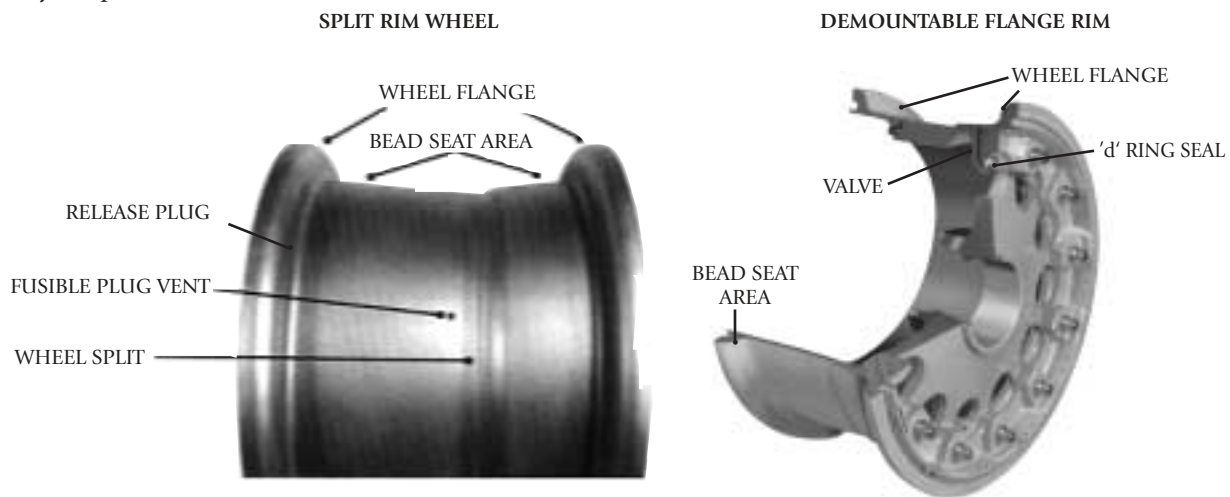 SPLIT RIM WHEEL
DEMOUNTABLE FLANGE RIM
WHEEL FLANGE
BEAD SEAT AREA
RELEASE PLUG
FUSIBLE PLUG VENT
WHEEL SPLIT
WHEEL FLANGE
'd' RING SEAL
VALVE
BEAD SEAT
AREA